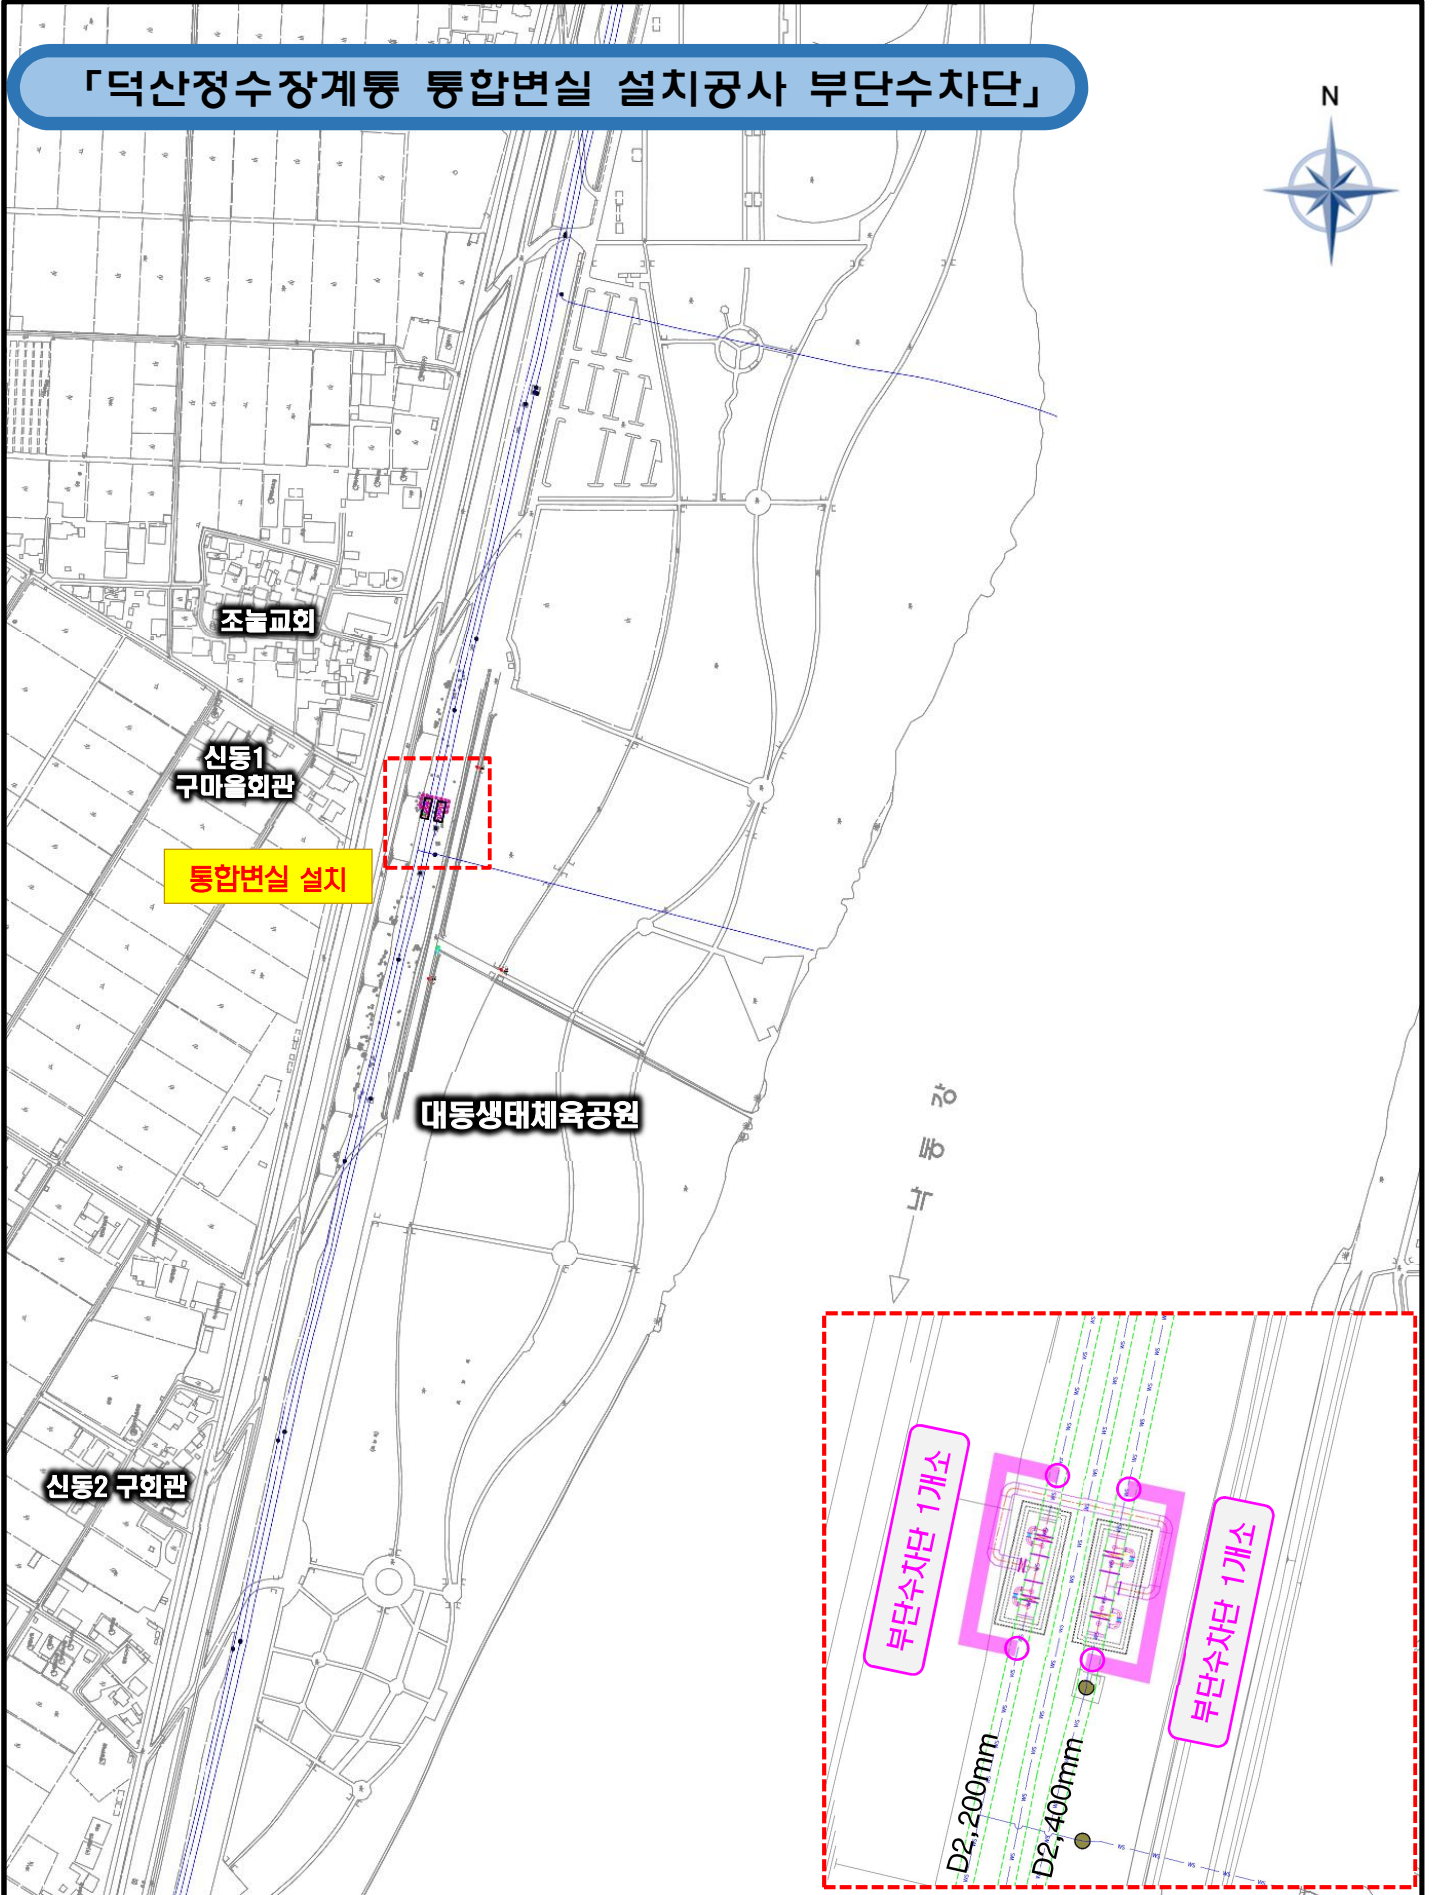 「덕산정수장계통 통합변실 설치공사 부단수차단」
N
조눌교회
신동1
구마을회관
통합변실 설치
대동생태체육공원
낙동강
신동2 구회관
부단수차단 1개소
부단수차단 1개소
D2,200mm
D2,400mm